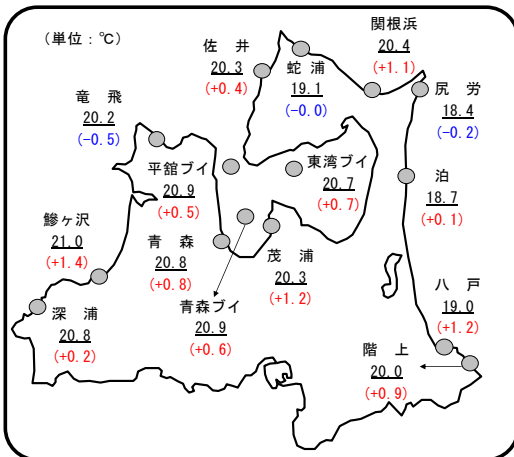 （単位：℃）
関根浜
20.4
(+1.1)
佐 井
20.3
(+0.4)
蛇 浦
19.1
(−0.0)
尻 労
18.4
(−0.2)
竜 飛
20.2
(−0.5)
平舘ブイ
20.9
(+0.5)
東湾ブイ
20.7
(+0.7)
泊
18.7
(+0.1)
鰺ヶ沢
21.0
(+1.4)
青 森
20.8
(+0.8)
茂 浦
20.3
(+1.2)
八 戸
19.0
(+1.2)
深 浦
20.8
(+0.2)
青森ブイ
20.9
(+0.6)
階 上
20.0
(+0.9)